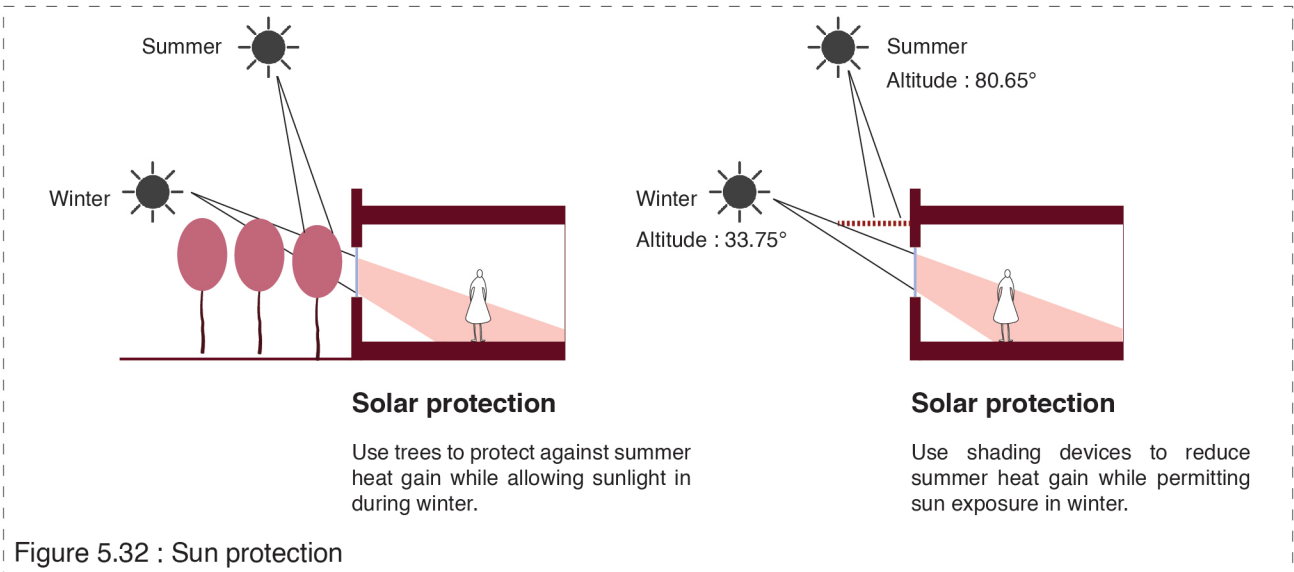 Summer
Winter
Solar protection
Use trees to protect against summer
heat gain while allowing sunlight in
during winter.
Summer
Altitude : 80.65°
Winter
Altitude : 33.75°
Solar protection
Use shading devices to reduce
summer heat gain while permitting
sun exposure in winter.
Figure 5.32 : Sun protection